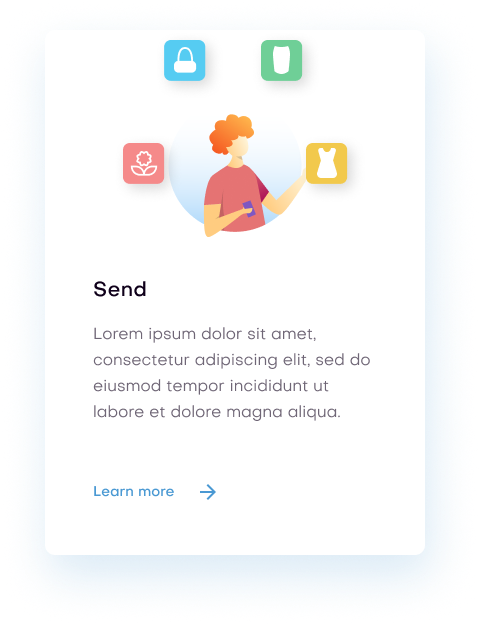 Send
Lorem ipsum dolor sit amet,
consectetur adipiscing elit, sed do
eiusmod tempor incididunt ut
labore et dolore magna aliqua.
Learn more